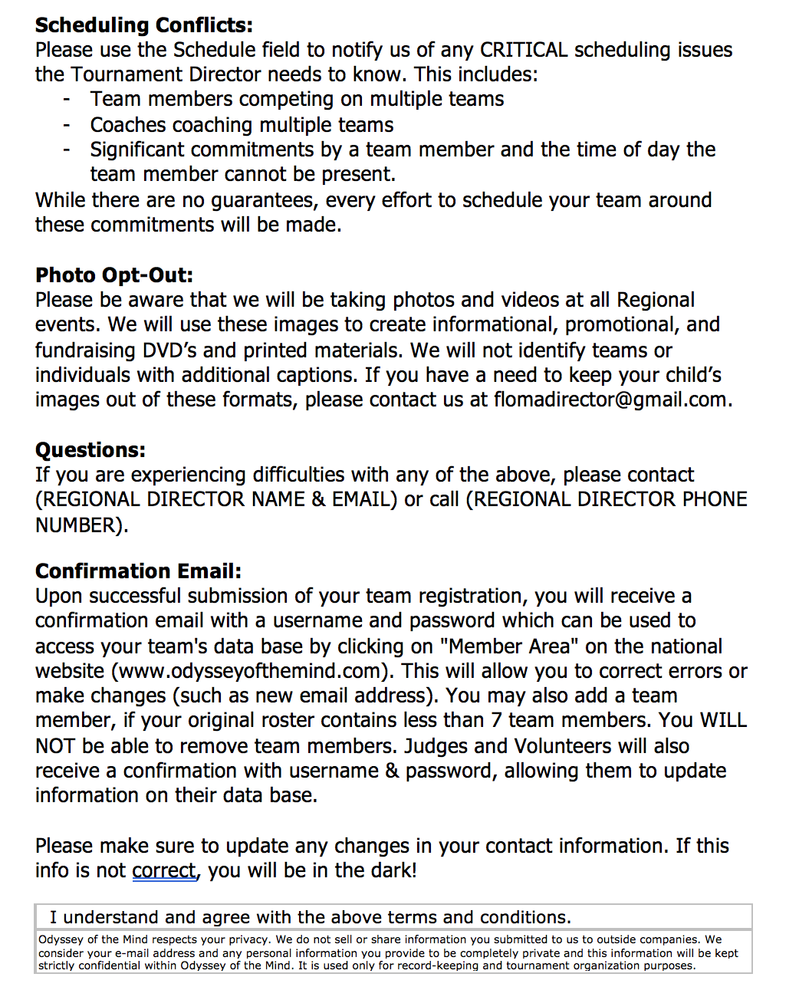 Scheduling Conflicts:
Please use the Schedule field to notify us of any CRITICAL scheduling issues
the Tournament Director needs to know. This includes:
- Team members competing on multiple teams
- Coaches coaching multiple teams
- Significant commitments by a team member and the time of day the
team member cannot be present.
While there are no guarantees, every effort to schedule your team around
these commitments will be made.
Photo Opt-Out:
Please be aware that we will be taking photos and videos at all Regional
events. We will use these images to create informational, promotional, and
fundraising DVD’s and printed materials. We will not identify teams or
individuals with additional captions. If you have a need to keep your child’s
images out of these formats, please contact us at flomadirector@gmail.com.
Questions:
If you are experiencing difficulties with any of the above, please contact
(REGIONAL DIRECTOR NAME & EMAIL) or call (REGIONAL DIRECTOR PHONE
NUMBER).
Confirmation Email:
Upon successful submission of your team registration, you will receive a
confirmation email with a username and password which can be used to
access your team's data base by clicking on "Member Area" on the national
website (www.odysseyofthemind.com). This will allow you to correct errors or
make changes (such as new email address). You may also add a team
member, if your original roster contains less than 7 team members. You WILL
NOT be able to remove team members. Judges and Volunteers will also
receive a confirmation with username & password, allowing them to update
information on their data base.
Please make sure to update any changes in your contact information. If this
info is not correct, you will be in the dark!
I understand and agree with the above terms and conditions.
Odyssey of the Mind respects your privacy. We do not sell or share information you submitted to us to outside companies. We
consider your e-mail address and any personal information you provide to be completely private and this information will be kept
strictly confidential within Odyssey of the Mind. It is used only for record-keeping and tournament organization purposes.